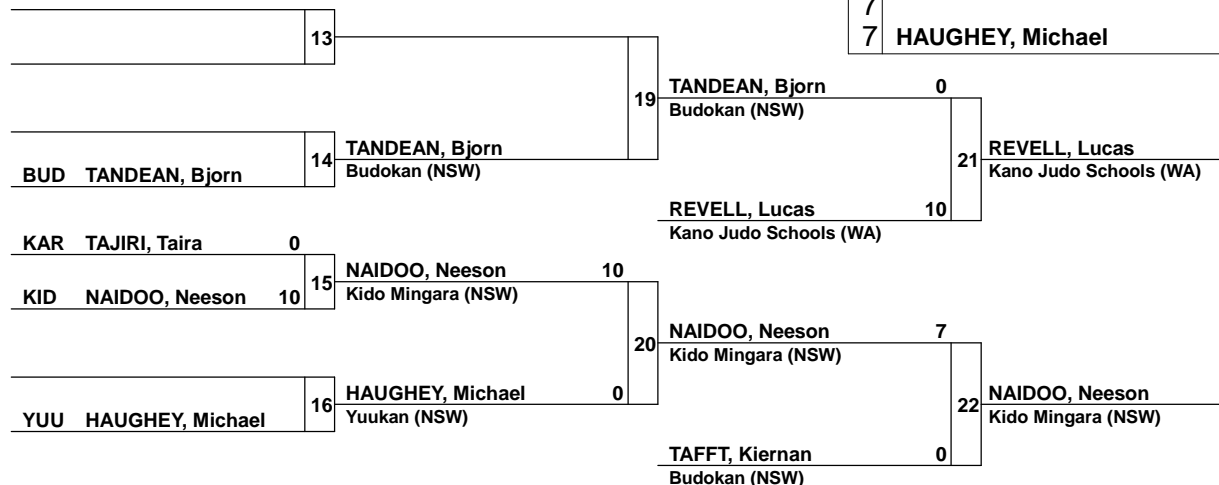 7
7 HAUGHEY, Michael
13
19
TANDEAN, Bjorn 0
Budokan (NSW)
BUD TANDEAN, Bjorn
14
TANDEAN, Bjorn
Budokan (NSW)
21
REVELL, Lucas
Kano Judo Schools (WA)
REVELL, Lucas 10
Kano Judo Schools (WA)
KAR TAJIRI, Taira 0
KID NAIDOO, Neeson 10
15
NAIDOO, Neeson 10
Kido Mingara (NSW)
20
NAIDOO, Neeson 7
Kido Mingara (NSW)
YUU HAUGHEY, Michael
16
HAUGHEY, Michael 0
Yuukan (NSW)
22
NAIDOO, Neeson
Kido Mingara (NSW)
TAFFT, Kiernan 0
Budokan (NSW)